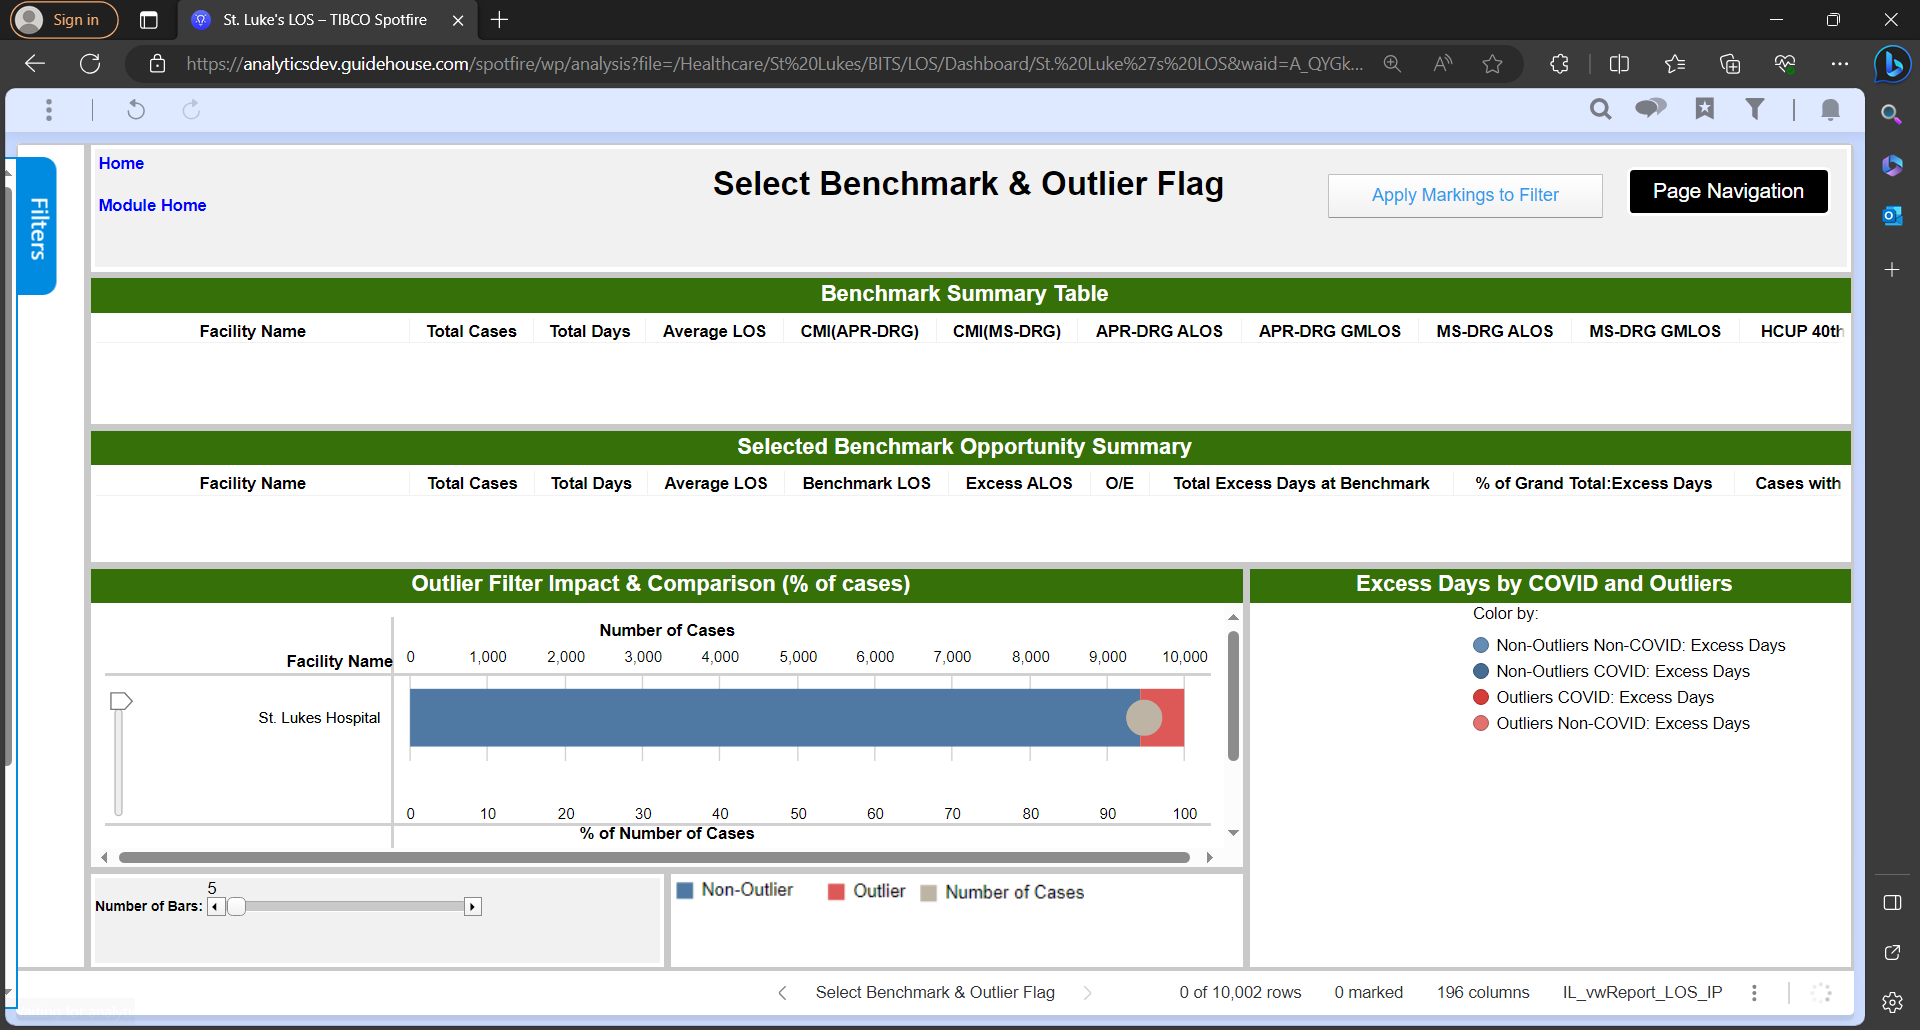 Sign in
St. Luke's LOS – TIBCO Spotfire
https://analyticsdev.guidehouse.com/spotfire/wp/analysis?file=/Healthcare/St%20Lukes/BITS/LOS/Dashboard/St.%20Luke%27s%20LOS&waid=A_QYGk...
Filters
Home
Module Home
Select Benchmark & Outlier Flag
Apply Markings to Filter
Page Navigation
Benchmark Summary Table
Facility Name Total Cases Total Days Average LOS CMI(APR-DRG) CMI(MS-DRG) APR-DRG ALOS APR-DRG GMLOS MS-DRG ALOS MS-DRG GMLOS HCUP 40th
Selected Benchmark Opportunity Summary
Facility Name Total Cases Total Days Average LOS Benchmark LOS Excess ALOS O/E Total Excess Days at Benchmark % of Grand Total:Excess Days Cases with
Outlier Filter Impact & Comparison (% of cases)
Number of Cases
Facility Name 0 1,000 2,000 3,000 4,000 5,000 6,000 7,000 8,000 9,000 10,000
St. Lukes Hospital
0 10 20 30 40 50 60 70 80 90 100
% of Number of Cases
Excess Days by COVID and Outliers
Color by:
Non-Outliers Non-COVID: Excess Days
Non-Outliers COVID: Excess Days
Outliers COVID: Excess Days
Outliers Non-COVID: Excess Days
5
Number of Bars:
Non-Outlier Outlier Number of Cases
Select Benchmark & Outlier Flag 0 of 10,002 rows 0 marked 196 columns IL_vwReport_LOS_IP